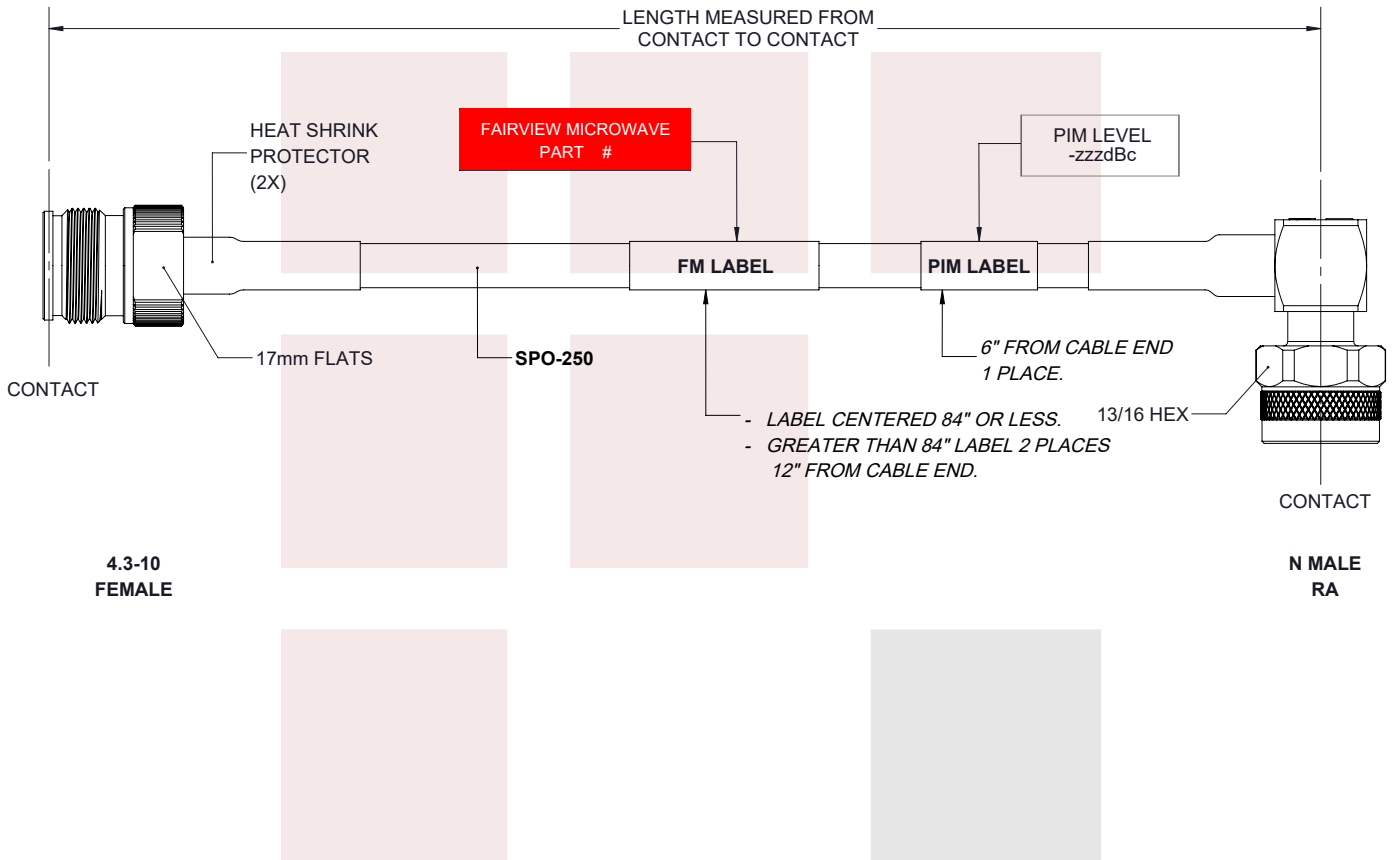 LENGTH MEASURED FROM
CONTACT TO CONTACT
HEAT SHRINK
PROTECTOR
(2X)
FAIRVIEW MICROWAVE
PART #
PIM LEVEL
-zzzdBc
FM LABEL
PIM LABEL
17mm FLATS
SPO-250
6" FROM CABLE END
1 PLACE.
CONTACT
- LABEL CENTERED 84" OR LESS.
- GREATER THAN 84" LABEL 2 PLACES
12" FROM CABLE END.
13/16 HEX
CONTACT
4.3-10
FEMALE
N MALE
RA